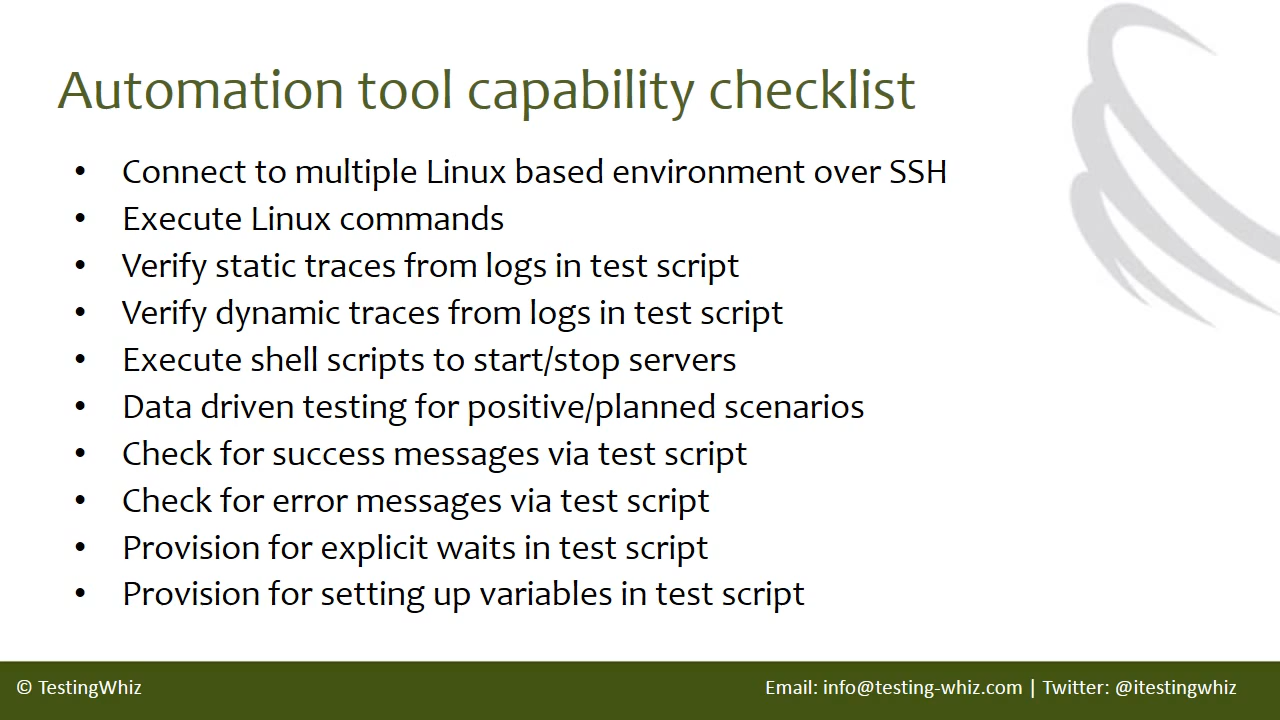 Automation tool capability checklist
• Connect to multiple Linux based environment over SSH
• Execute Linux commands
• Verify static traces from logs in test script
• Verify dynamic traces from logs in test script
• Execute shell scripts to start/stop servers
• Data driven testing for positive/planned scenarios
• Check for success messages via test script
• Check for error messages via test script
• Provision for explicit waits in test script
• Provision for setting up variables in test script
© TestingWhiz
Email: info@testing-whiz.com | Twitter: @itestingwhiz